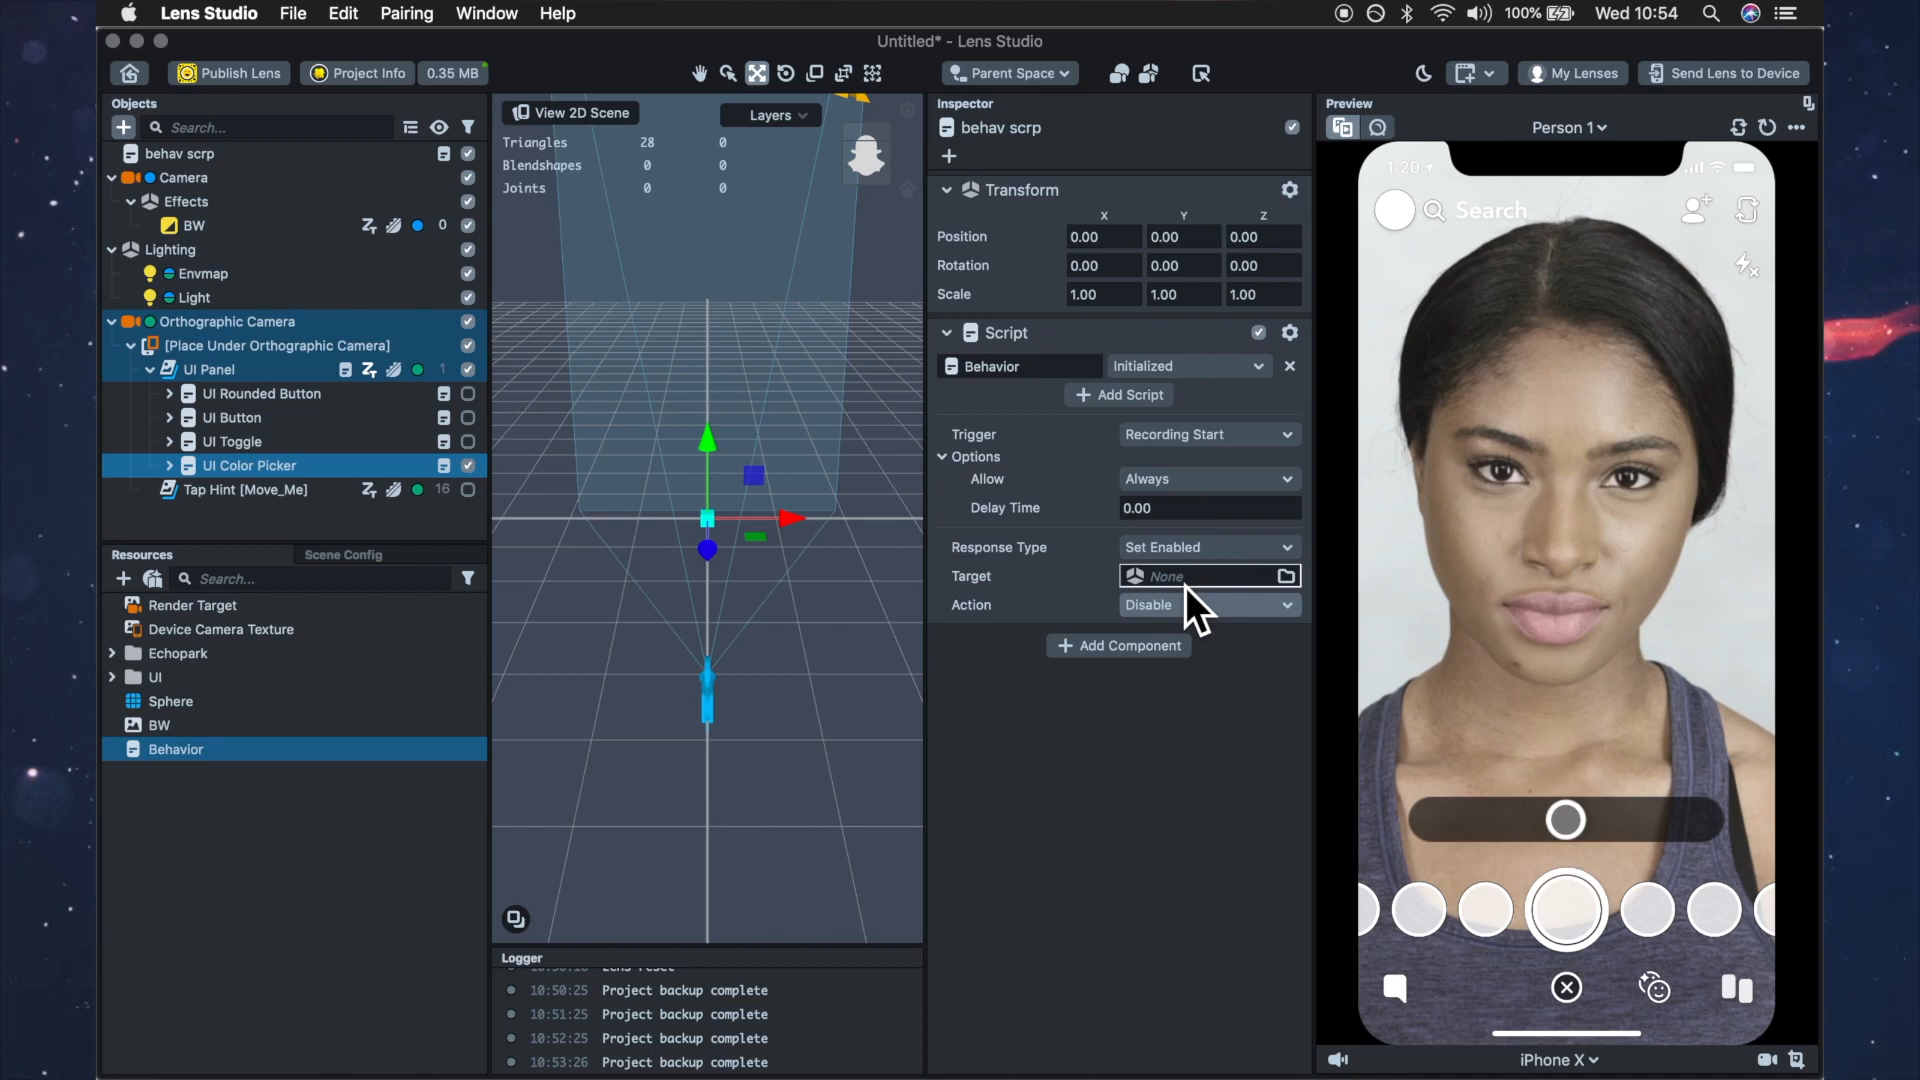 Lens Studio File Edit Pairing Window Help
100% Wed 10:54
Untitled* - Lens Studio
Publish Lens Project Info 0.35 MB
Parent Space
My Lenses Send Lens to Device
Objects
Search...
behav scrp
Camera
Effects
BW 0
Lighting
Envmap
Light
Orthographic Camera
[Place Under Orthographic Camera]
UI Panel 1
UI Rounded Button
UI Button
UI Toggle
UI Color Picker
Tap Hint [Move_Me] 16
Resources Scene Config
Search...
Render Target
Device Camera Texture
Echopark
UI
Sphere
BW
Behavior
View 2D Scene
Layers
Triangles 28 0
Blendshapes 0 0
Joints 0 0
Logger
10:50:25 Project backup complete
10:51:25 Project backup complete
10:52:25 Project backup complete
10:53:26 Project backup complete
Inspector
behav scrp
Transform
X Y Z
Position 0.00 0.00 0.00
Rotation 0.00 0.00 0.00
Scale 1.00 1.00 1.00
Script
Behavior Initialized
Add Script
Trigger Recording Start
Options
Allow Always
Delay Time 0.00
Response Type Set Enabled
Target None
Action Disable
Add Component
Preview
Person 1
1:20
Search
iPhone X